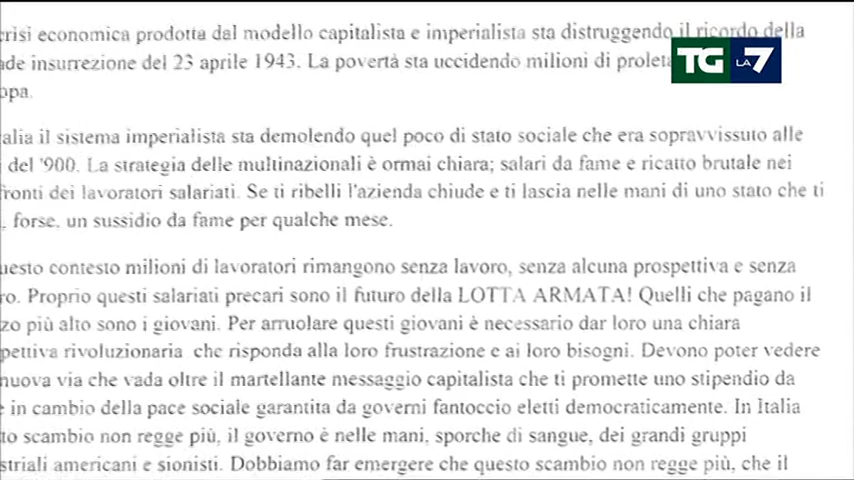 crisi economica prodotta dal modello capitalista e imperialista sta distruggendo il ricordo della
ade insurrezione del 23 aprile 1943. La povertà sta uccidendo milioni di proleta
opa.
TG LA 7
talia il sistema imperialista sta demolendo quel poco di stato sociale che era sopravvissuto alle
i del '900. La strategia delle multinazionali è ormai chiara; salari da fame e ricatto brutale nei
fronti dei lavoratori salariati. Se ti ribelli l'azienda chiude e ti lascia nelle mani di uno stato che ti
, forse, un sussidio da fame per qualche mese.
uesto contesto milioni di lavoratori rimangono senza lavoro, senza alcuna prospettiva e senza
ro. Proprio questi salariati precari sono il futuro della LOTTA ARMATA! Quelli che pagano il
zo più alto sono i giovani. Per arruolare questi giovani è necessario dar loro una chiara
pettiva rivoluzionaria che risponda alla loro frustrazione e ai loro bisogni. Devono poter vedere
nuova via che vada oltre il martellante messaggio capitalista che ti promette uno stipendio da
e in cambio della pace sociale garantita da governi fantoccio eletti democraticamente. In Italia
to scambio non regge più, il governo è nelle mani, sporche di sangue, dei grandi gruppi
striali americani e sionisti. Dobbiamo far emergere che questo scambio non regge più, che il